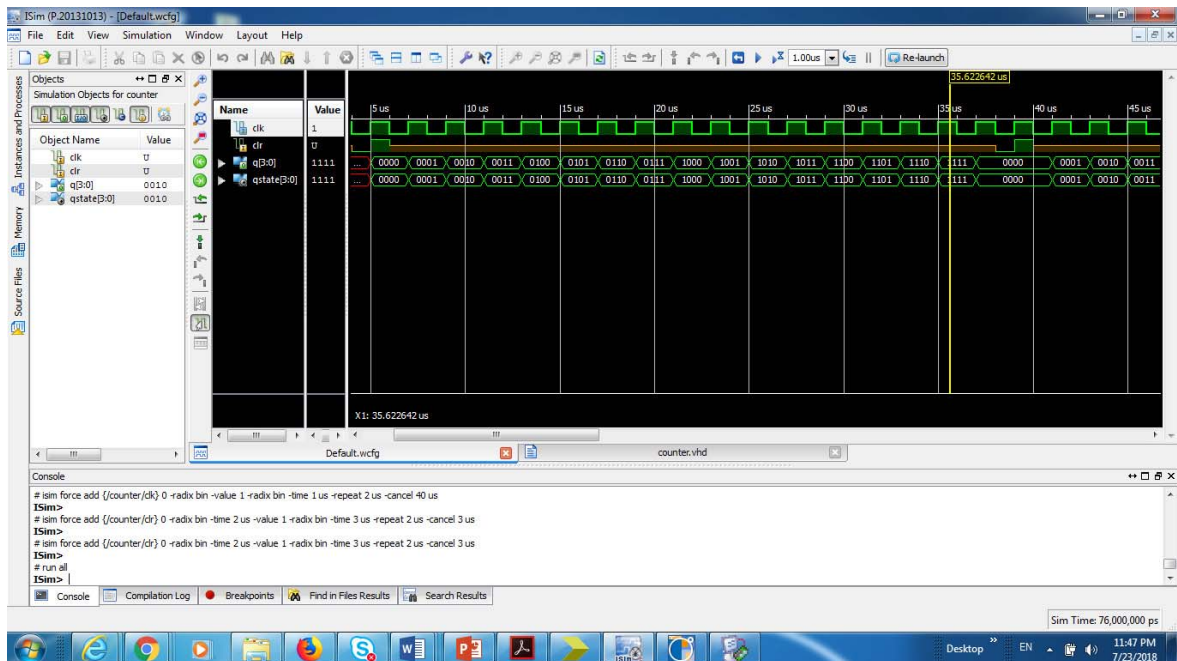 ISim (P.20131013) - [Default.wcfg]
File Edit View Simulation Window Layout Help
1.00us Re-launch
Instances and Processes
Memory
Source Files
Objects
Simulation Objects for counter
Object Name Value
clk U
clr U
q[3:0] 0010
qstate[3:0] 0010
Name Value
clk 1
clr U
q[3:0] 1111
qstate[3:0] 1111
35.622642 us
5 us 10 us 15 us 20 us 25 us 30 us 35 us 40 us 45 us
... 0000 0001 0010 0011 0100 0101 0110 0111 1000 1001 1010 1011 1100 1101 1110 1111 0000 0001 0010 0011
... 0000 0001 0010 0011 0100 0101 0110 0111 1000 1001 1010 1011 1100 1101 1110 1111 0000 0001 0010 0011
X1: 35.622642 us
Default.wcfg counter.vhd
Console
# isim force add {/counter/clk} 0 -radix bin -value 1 -radix bin -time 1 us -repeat 2 us -cancel 40 us
ISim>
# isim force add {/counter/clr} 0 -radix bin -time 2 us -value 1 -radix bin -time 3 us -repeat 2 us -cancel 3 us
ISim>
# isim force add {/counter/clr} 0 -radix bin -time 2 us -value 1 -radix bin -time 3 us -repeat 2 us -cancel 3 us
ISim>
# run all
ISim>
Console Compilation Log Breakpoints Find in Files Results Search Results
Sim Time: 76,000,000 ps
Desktop EN 11:47 PM
7/23/2018